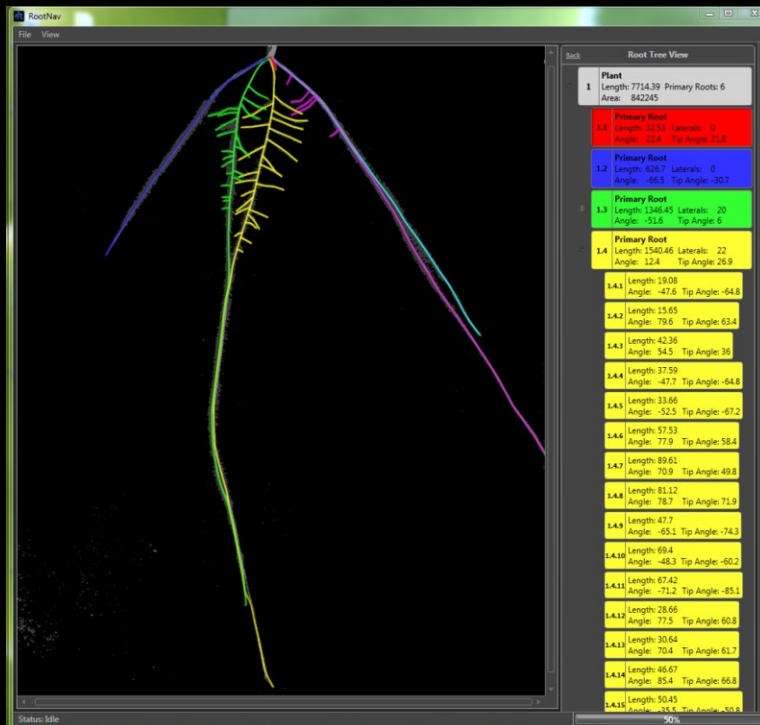 RootNav
File View
Back Root Tree View
1
Plant
Length: 7714.39 Primary Roots: 6
Area: 842245
1.1
Primary Root
Length: 32.53 Laterals: 0
Angle: 22.4 Tip Angle: 21.8
1.2
Primary Root
Length: 626.7 Laterals: 0
Angle: -66.5 Tip Angle: -30.7
1.3
Primary Root
Length: 1346.45 Laterals: 20
Angle: -51.6 Tip Angle: 6
1.4
Primary Root
Length: 1540.46 Laterals: 22
Angle: 12.4 Tip Angle: 26.9
1.4.1
Length: 19.08
Angle: -47.6 Tip Angle: -64.8
1.4.2
Length: 15.65
Angle: 79.6 Tip Angle: 63.4
1.4.3
Length: 42.36
Angle: 54.5 Tip Angle: 36
1.4.4
Length: 37.59
Angle: -47.7 Tip Angle: -64.8
1.4.5
Length: 33.66
Angle: -52.5 Tip Angle: -67.2
1.4.6
Length: 57.53
Angle: 77.9 Tip Angle: 58.4
1.4.7
Length: 89.61
Angle: 70.9 Tip Angle: 49.8
1.4.8
Length: 81.12
Angle: 78.7 Tip Angle: 71.9
1.4.9
Length: 47.7
Angle: -65.1 Tip Angle: -74.3
1.4.10
Length: 69.4
Angle: -48.3 Tip Angle: -60.2
1.4.11
Length: 67.42
Angle: -71.2 Tip Angle: -85.1
1.4.12
Length: 28.66
Angle: 77.5 Tip Angle: 60.8
1.4.13
Length: 30.64
Angle: 70.4 Tip Angle: 61.7
1.4.14
Length: 46.67
Angle: 85.4 Tip Angle: 66.8
1.4.15
Length: 50.45
Angle: -35.5 Tip Angle: -50.8
Status: Idle
50%